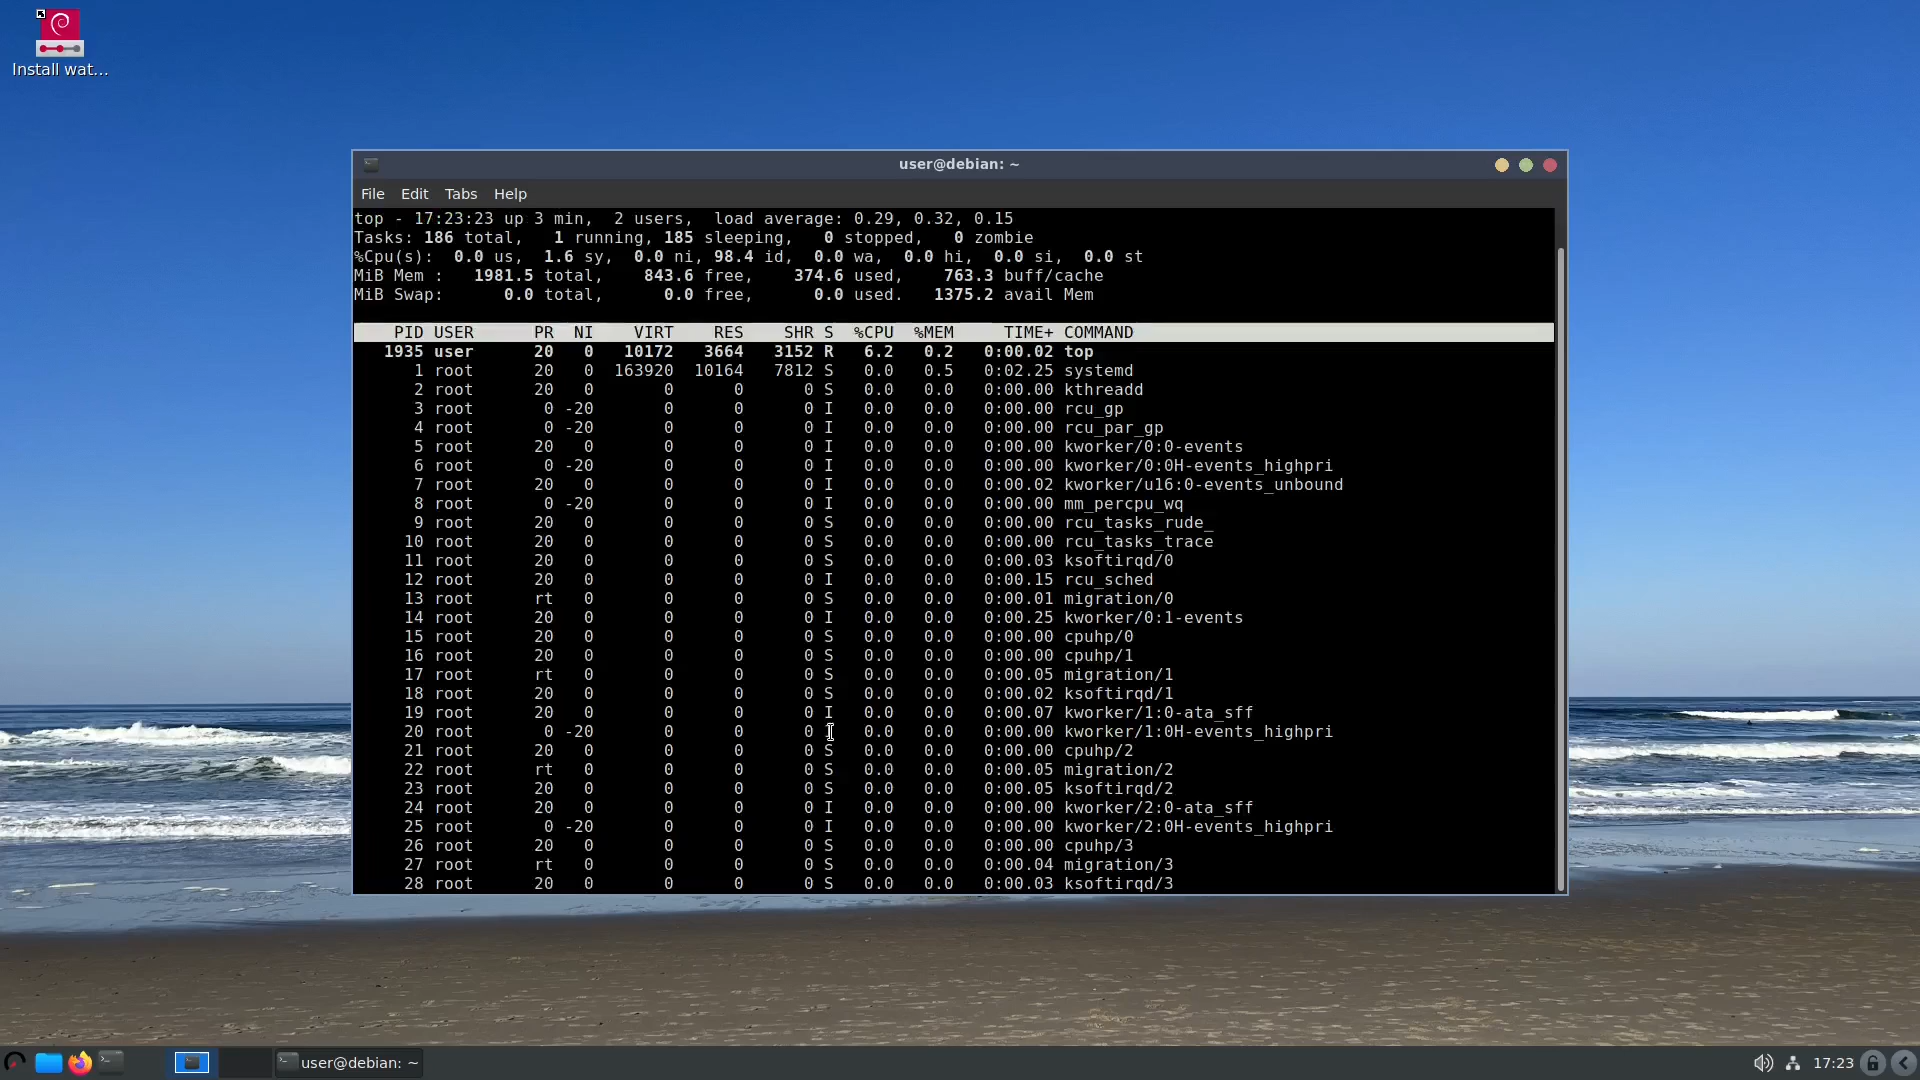 Install wat...
user@debian: ~
File Edit Tabs Help
top - 17:23:23 up 3 min,  2 users,  load average: 0.29, 0.32, 0.15
Tasks: 186 total,   1 running, 185 sleeping,   0 stopped,   0 zombie
%Cpu(s):  0.0 us,  1.6 sy,  0.0 ni, 98.4 id,  0.0 wa,  0.0 hi,  0.0 si,  0.0 st
MiB Mem :   1981.5 total,    843.6 free,    374.6 used,    763.3 buff/cache
MiB Swap:      0.0 total,      0.0 free,      0.0 used.   1375.2 avail Mem
PID USER PR NI VIRT RES SHR S %CPU %MEM TIME+ COMMAND
1935 user 20 0 10172 3664 3152 R 6.2 0.2 0:00.02 top
1 root 20 0 163920 10164 7812 S 0.0 0.5 0:02.25 systemd
2 root 20 0 0 0 0 S 0.0 0.0 0:00.00 kthreadd
3 root 0 -20 0 0 0 I 0.0 0.0 0:00.00 rcu_gp
4 root 0 -20 0 0 0 I 0.0 0.0 0:00.00 rcu_par_gp
5 root 20 0 0 0 0 I 0.0 0.0 0:00.00 kworker/0:0-events
6 root 0 -20 0 0 0 I 0.0 0.0 0:00.00 kworker/0:0H-events_highpri
7 root 20 0 0 0 0 I 0.0 0.0 0:00.02 kworker/u16:0-events_unbound
8 root 0 -20 0 0 0 I 0.0 0.0 0:00.00 mm_percpu_wq
9 root 20 0 0 0 0 S 0.0 0.0 0:00.00 rcu_tasks_rude_
10 root 20 0 0 0 0 S 0.0 0.0 0:00.00 rcu_tasks_trace
11 root 20 0 0 0 0 S 0.0 0.0 0:00.03 ksoftirqd/0
12 root 20 0 0 0 0 I 0.0 0.0 0:00.15 rcu_sched
13 root rt 0 0 0 0 S 0.0 0.0 0:00.01 migration/0
14 root 20 0 0 0 0 I 0.0 0.0 0:00.25 kworker/0:1-events
15 root 20 0 0 0 0 S 0.0 0.0 0:00.00 cpuhp/0
16 root 20 0 0 0 0 S 0.0 0.0 0:00.00 cpuhp/1
17 root rt 0 0 0 0 S 0.0 0.0 0:00.05 migration/1
18 root 20 0 0 0 0 S 0.0 0.0 0:00.02 ksoftirqd/1
19 root 20 0 0 0 0 I 0.0 0.0 0:00.07 kworker/1:0-ata_sff
20 root 0 -20 0 0 0 I 0.0 0.0 0:00.00 kworker/1:0H-events_highpri
21 root 20 0 0 0 0 S 0.0 0.0 0:00.00 cpuhp/2
22 root rt 0 0 0 0 S 0.0 0.0 0:00.05 migration/2
23 root 20 0 0 0 0 S 0.0 0.0 0:00.05 ksoftirqd/2
24 root 20 0 0 0 0 I 0.0 0.0 0:00.00 kworker/2:0-ata_sff
25 root 0 -20 0 0 0 I 0.0 0.0 0:00.00 kworker/2:0H-events_highpri
26 root 20 0 0 0 0 S 0.0 0.0 0:00.00 cpuhp/3
27 root rt 0 0 0 0 S 0.0 0.0 0:00.04 migration/3
28 root 20 0 0 0 0 S 0.0 0.0 0:00.03 ksoftirqd/3
user@debian: ~
17:23